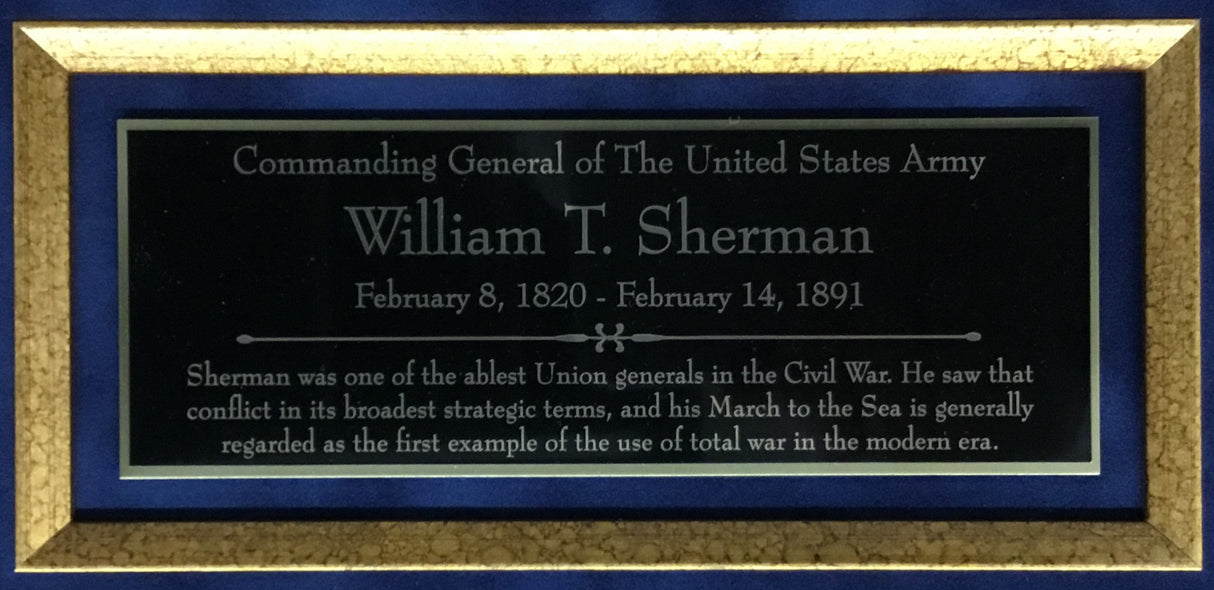 Commanding General of The United States Army
William T. Sherman
February 8, 1820 - February 14, 1891
Sherman was one of the ablest Union generals in the Civil War. He saw that
conflict in its broadest strategic terms, and his March to the Sea is generally
regarded as the first example of the use of total war in the modern era.